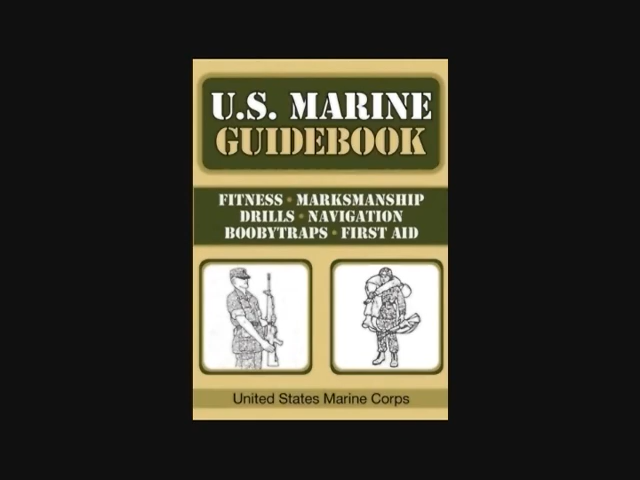 U.S. MARINE
GUIDEBOOK
FITNESS • MARKSMANSHIP
DRILLS • NAVIGATION
BOOBYTRAPS • FIRST AID
United States Marine Corps